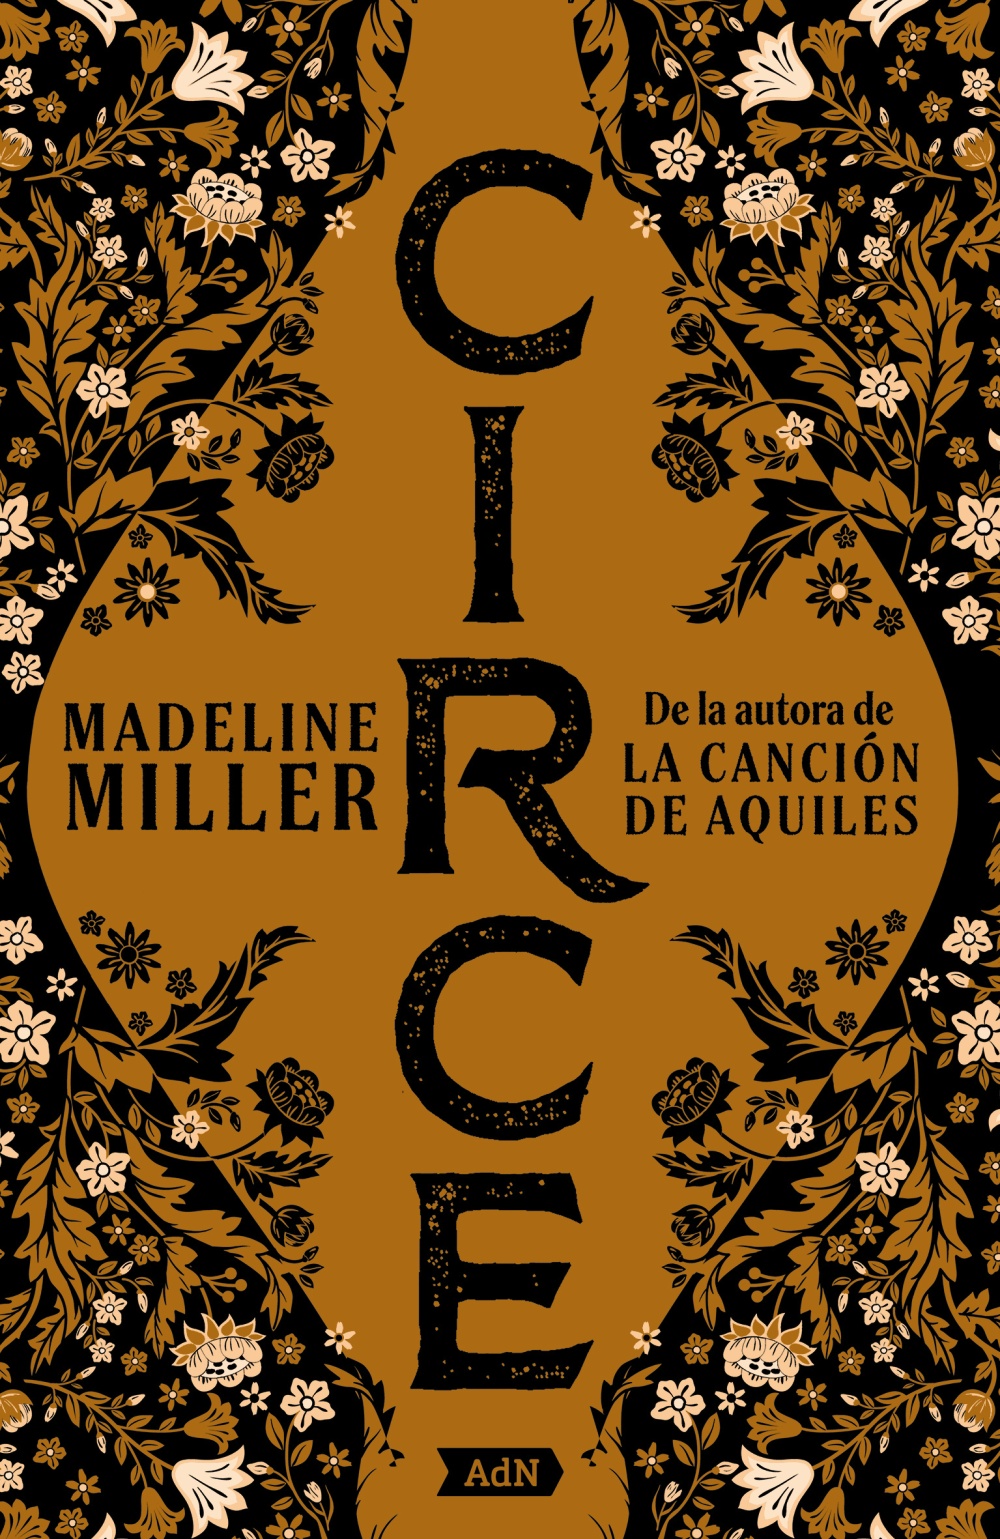 CIRCE
MADELINE
MILLER
De la autora de
LA CANCIÓN
DE AQUILES
AdN